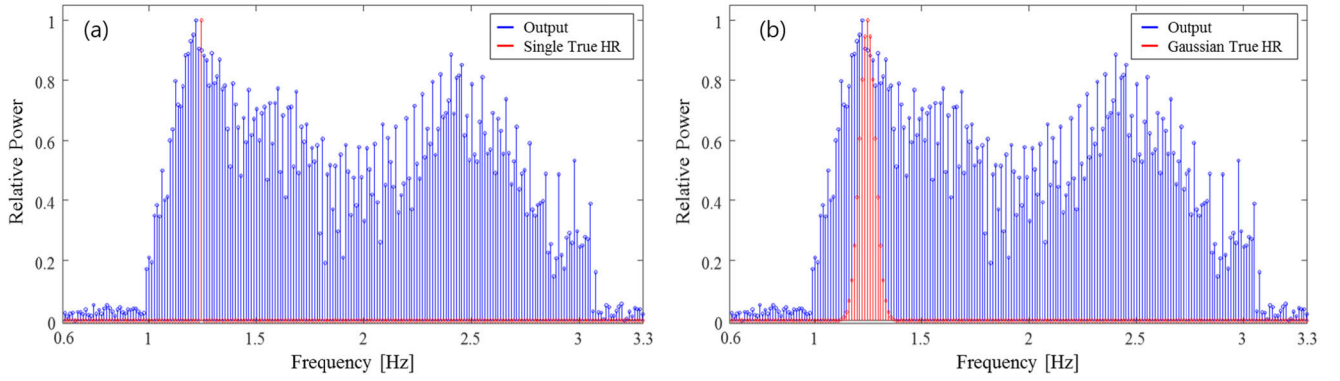 (a)
Output
Single True HR
1
0.8
0.6
0.4
0.2
0
Relative Power
0.6
1
1.5
2
2.5
3
3.3
Frequency [Hz]
(b)
Output
Gaussian True HR
1
0.8
0.6
0.4
0.2
0
Relative Power
0.6
1
1.5
2
2.5
3
3.3
Frequency [Hz]